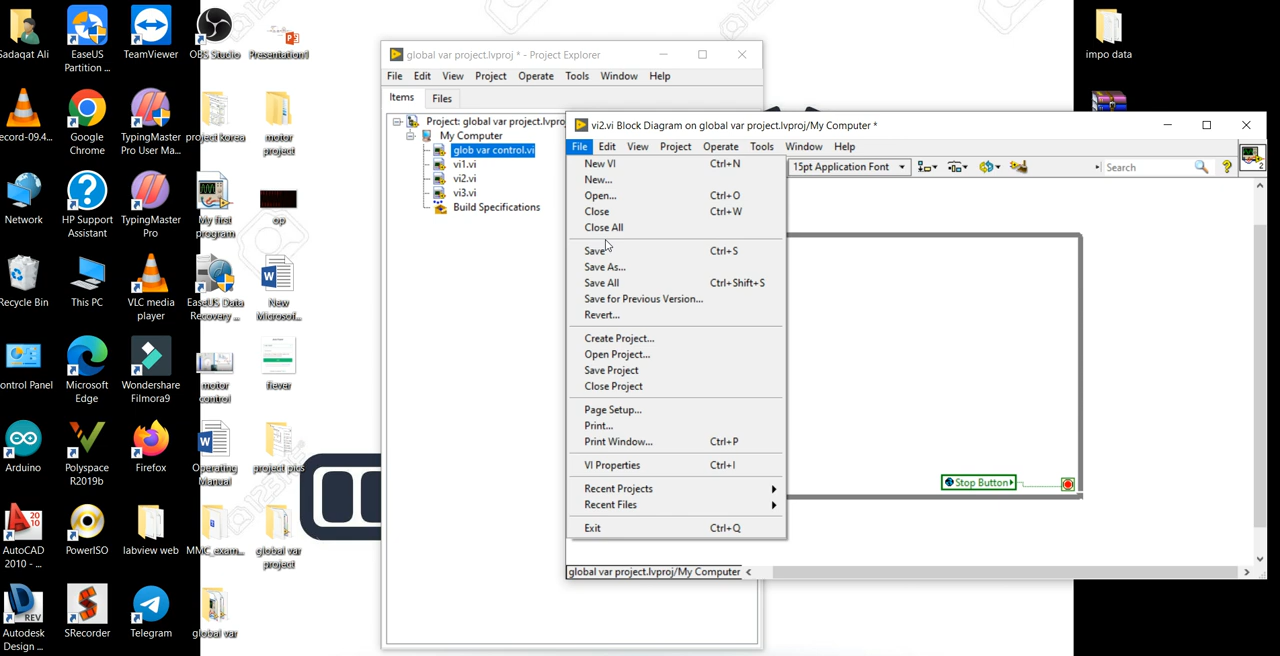 Sadaqat Ali
EaseUS
Partition ...
TeamViewer
OBS Studio
Presentation1
record-09.4...
Google
Chrome
TypingMaster
Pro User Ma...
project korea
motor
project
Network
HP Support
Assistant
TypingMaster
Pro
My first
program
op
Recycle Bin
This PC
VLC media
player
EaseUS Data
Recovery ...
New
Microsof...
ontrol Panel
Microsoft
Edge
Wondershare
Filmora9
motor
control
fiever
Arduino
Polyspace
R2019b
Firefox
Operating
Manual
project pics
AutoCAD
2010 - ...
PowerISO
labview web
MMC_exam...
global var
project
Autodesk
Design ...
SRecorder
Telegram
global var
impo data
global var project.lvproj * - Project Explorer
File Edit View Project Operate Tools Window Help
Items Files
Project: global var project.lvpro
My Computer
glob var control.vi
vi1.vi
vi2.vi
vi3.vi
Build Specifications
vi2.vi Block Diagram on global var project.lvproj/My Computer *
File Edit View Project Operate Tools Window Help
15pt Application Font
Search
2
New VI Ctrl+N
New...
Open... Ctrl+O
Close Ctrl+W
Close All
Save Ctrl+S
Save As...
Save All Ctrl+Shift+S
Save for Previous Version...
Revert...
Create Project...
Open Project...
Save Project
Close Project
Page Setup...
Print...
Print Window... Ctrl+P
VI Properties Ctrl+I
Recent Projects
Recent Files
Exit Ctrl+Q
Stop Button
global var project.lvproj/My Computer